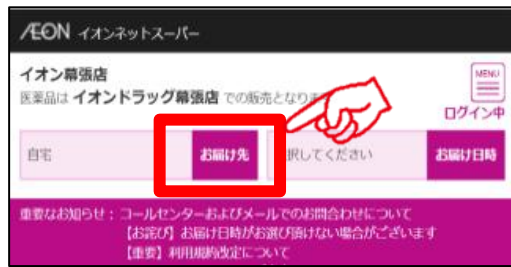 ÆON イオンネットスーパー
イオン幕張店
医薬品は イオンドラッグ幕張店 での販売となります
MENU
ログイン中
自宅 お届け先 択してください お届け日時
重要なお知らせ： コールセンターおよびメールでのお問合わせについて
【お詫び】お届け日時がお選び頂けない場合がございます
【重要】利用規約改定について